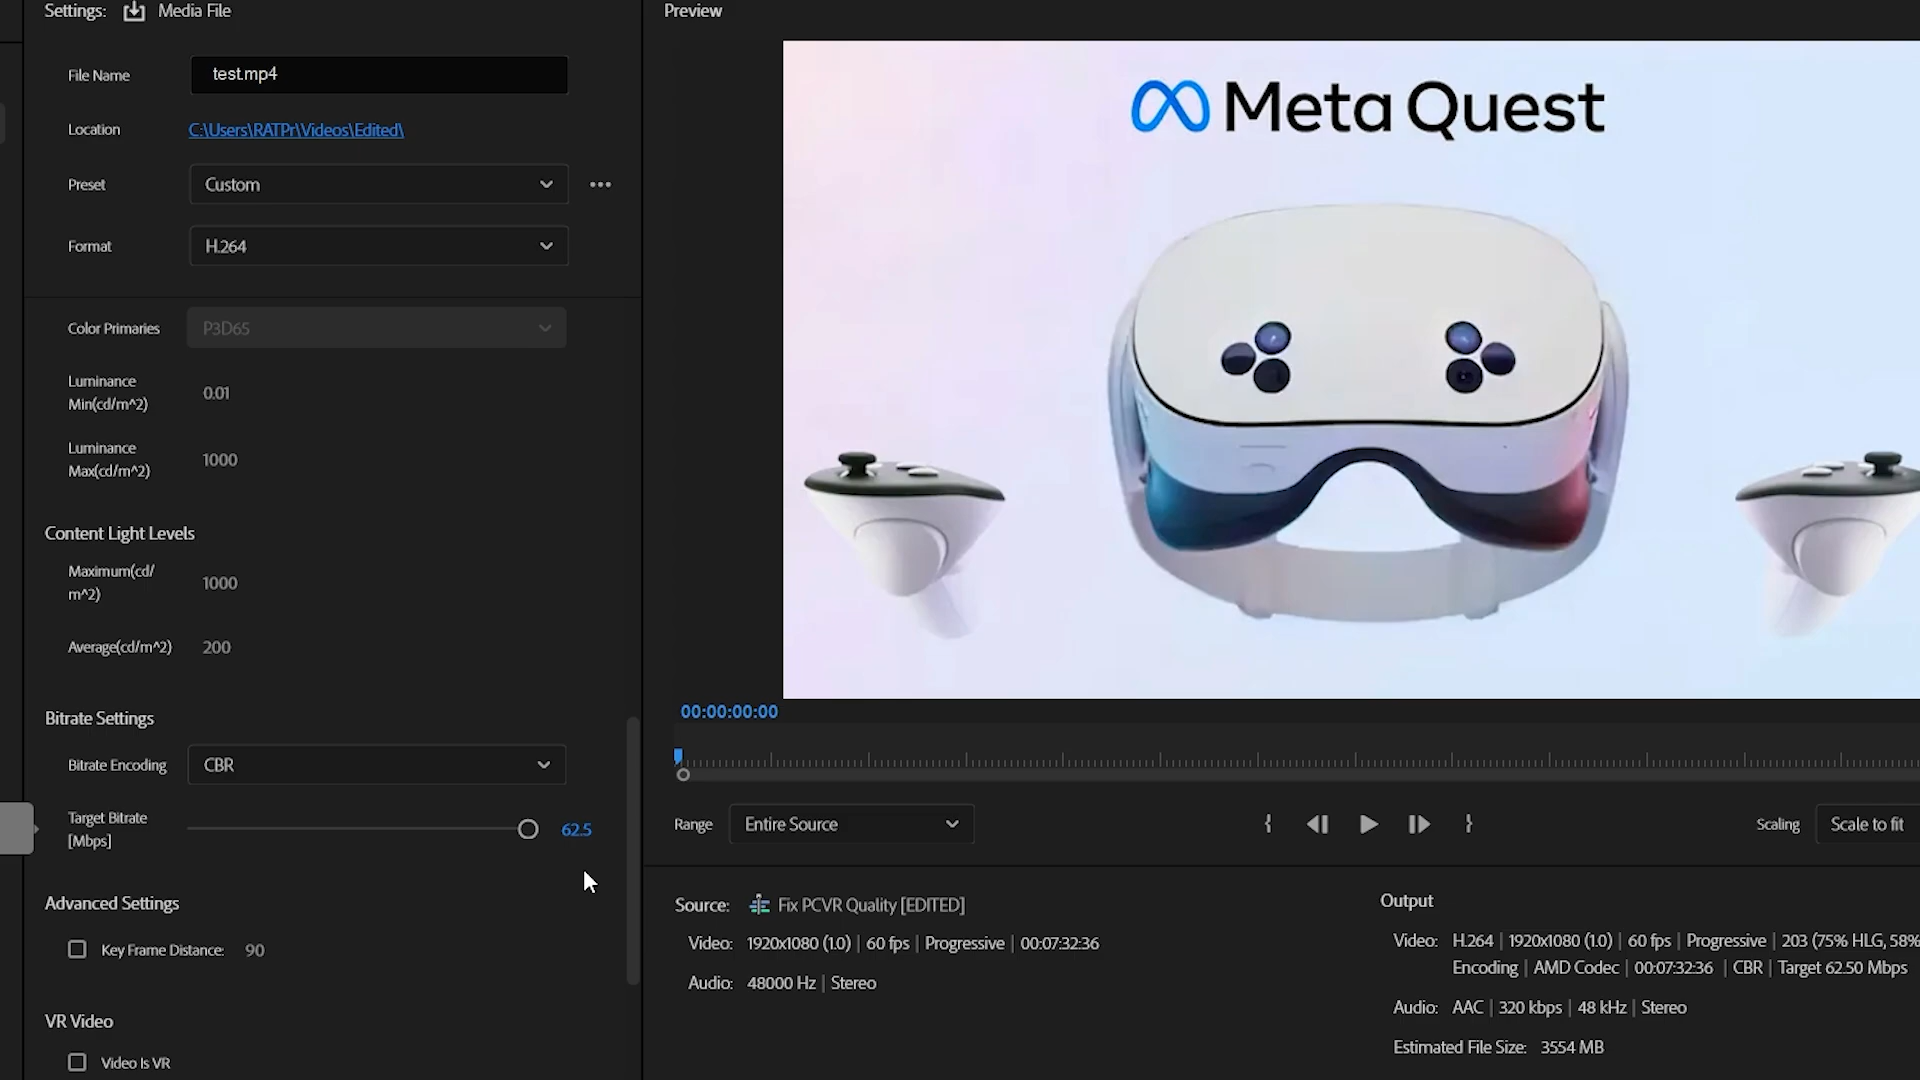 Settings: Media File
File Name test.mp4
Location C:\Users\RATPr\Videos\Edited\
Preset Custom
Format H.264
Color Primaries P3D65
Luminance
Min(cd/m^2) 0.01
Luminance
Max(cd/m^2) 1000
Content Light Levels
Maximum(cd/
m^2) 1000
Average(cd/m^2) 200
Bitrate Settings
Bitrate Encoding CBR
Target Bitrate
[Mbps] 62.5
Advanced Settings
Key Frame Distance: 90
VR Video
Video Is VR
Preview
Meta Quest
00:00:00:00
Range Entire Source
Scaling Scale to fit
Source: Fix PCVR Quality [EDITED]
Video: 1920x1080 (1.0) | 60 fps | Progressive | 00:07:32:36
Audio: 48000 Hz | Stereo
Output
Video: H.264 | 1920x1080 (1.0) | 60 fps | Progressive | 203 (75% HLG, 58%
Encoding | AMD Codec | 00:07:32:36 | CBR | Target 62.50 Mbps
Audio: AAC | 320 kbps | 48 kHz | Stereo
Estimated File Size: 3554 MB